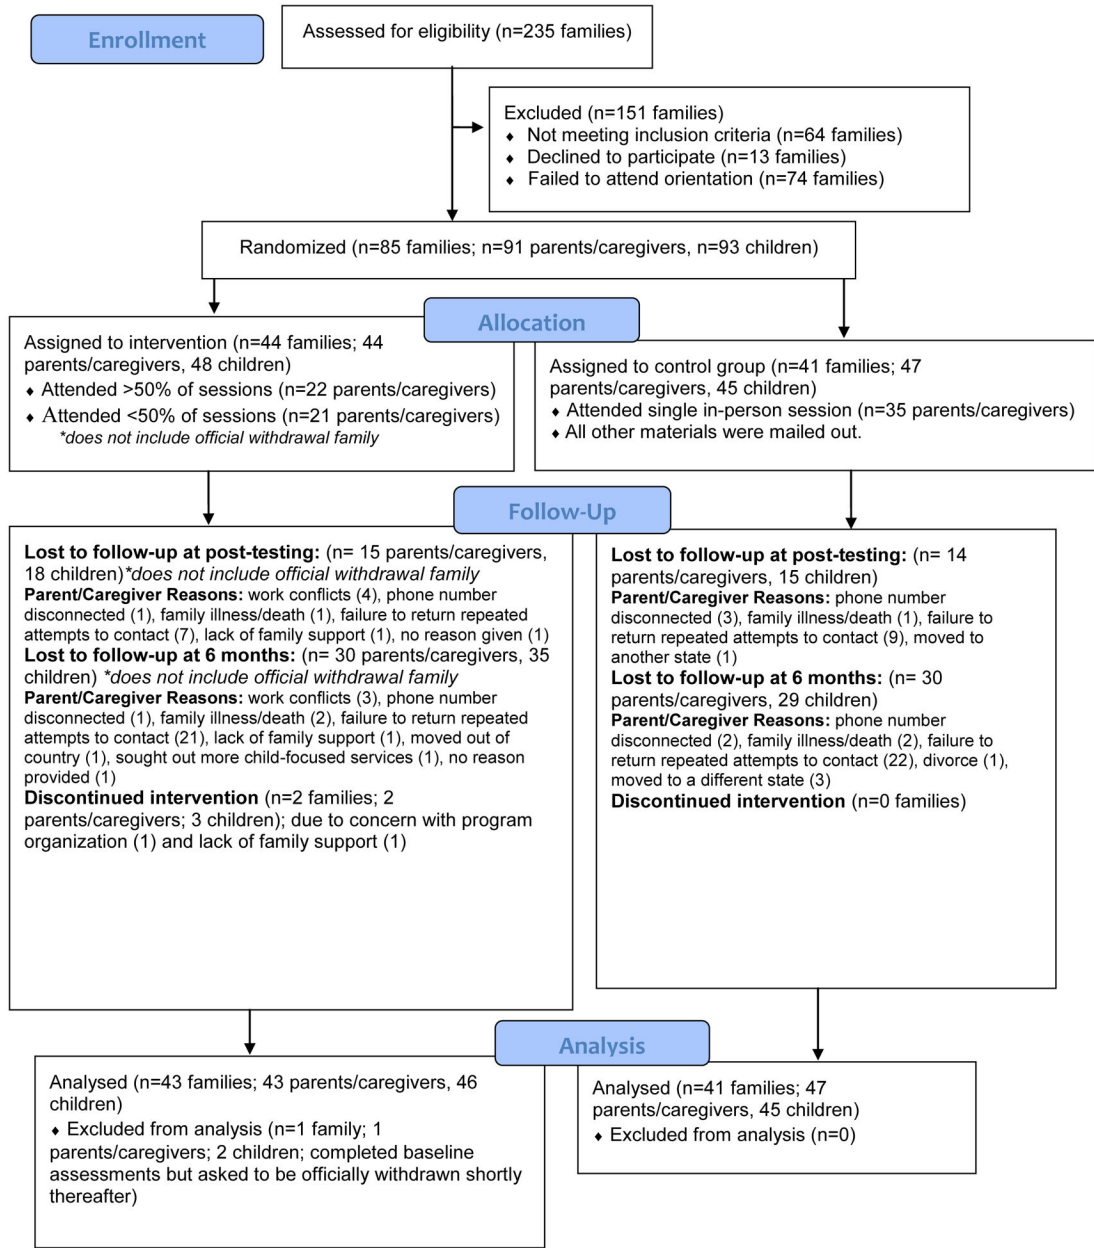 Enrollment
Assessed for eligibility (n=235 families)
Excluded (n=151 families)
♦ Not meeting inclusion criteria (n=64 families)
♦ Declined to participate (n=13 families)
♦ Failed to attend orientation (n=74 families)
Randomized (n=85 families; n=91 parents/caregivers, n=93 children)
Allocation
Assigned to intervention (n=44 families; 44
parents/caregivers, 48 children)
♦ Attended >50% of sessions (n=22 parents/caregivers)
♦ Attended <50% of sessions (n=21 parents/caregivers)
*does not include official withdrawal family
Assigned to control group (n=41 families; 47
parents/caregivers, 45 children)
♦ Attended single in-person session (n=35 parents/caregivers)
♦ All other materials were mailed out.
Follow-Up
Lost to follow-up at post-testing: (n= 15 parents/caregivers,
18 children)*does not include official withdrawal family
Parent/Caregiver Reasons: work conflicts (4), phone number
disconnected (1), family illness/death (1), failure to return repeated
attempts to contact (7), lack of family support (1), no reason given (1)
Lost to follow-up at 6 months: (n= 30 parents/caregivers, 35
children) *does not include official withdrawal family
Parent/Caregiver Reasons: work conflicts (3), phone number
disconnected (1), family illness/death (2), failure to return repeated
attempts to contact (21), lack of family support (1), moved out of
country (1), sought out more child-focused services (1), no reason
provided (1)
Discontinued intervention (n=2 families; 2
parents/caregivers; 3 children); due to concern with program
organization (1) and lack of family support (1)
Lost to follow-up at post-testing: (n= 14
parents/caregivers, 15 children)
Parent/Caregiver Reasons: phone number
disconnected (3), family illness/death (1), failure to
return repeated attempts to contact (9), moved to
another state (1)
Lost to follow-up at 6 months: (n= 30
parents/caregivers, 29 children)
Parent/Caregiver Reasons: phone number
disconnected (2), family illness/death (2), failure to
return repeated attempts to contact (22), divorce (1),
moved to a different state (3)
Discontinued intervention (n=0 families)
Analysis
Analysed (n=43 families; 43 parents/caregivers, 46
children)
♦ Excluded from analysis (n=1 family; 1
parents/caregivers; 2 children; completed baseline
assessments but asked to be officially withdrawn shortly
thereafter)
Analysed (n=41 families; 47
parents/caregivers, 45 children)
♦ Excluded from analysis (n=0)